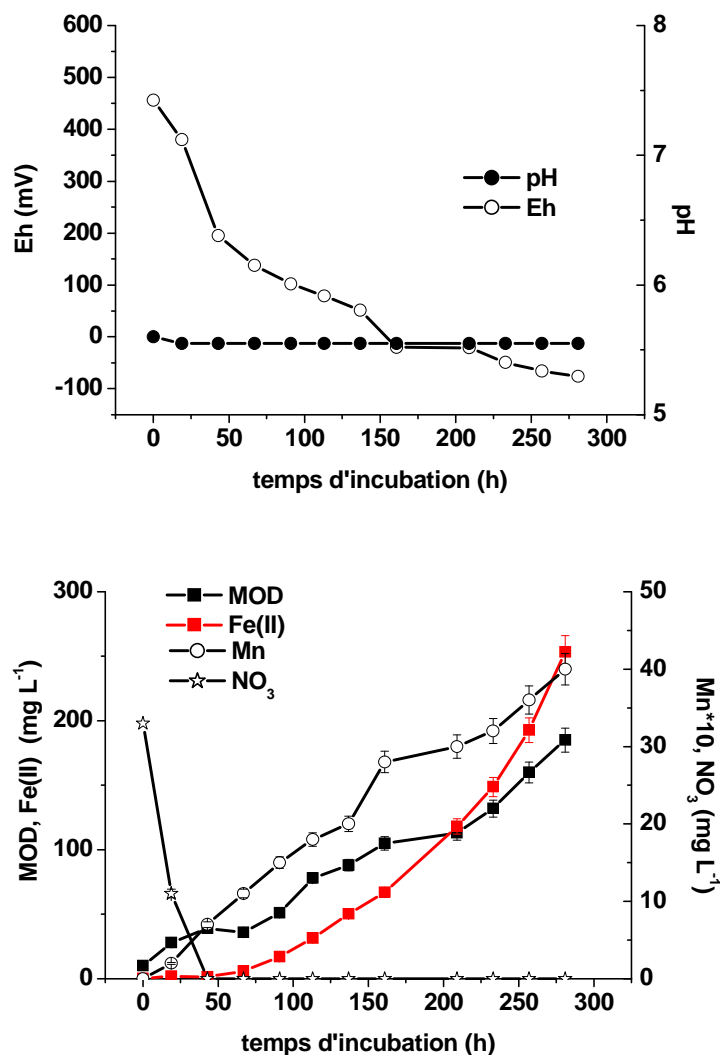 600
500
400
300
200
100
0
-100
Eh (mV)
8
7
6
5
pH
pH
Eh
0 50 100 150 200 250 300
temps d'incubation (h)
300
200
100
0
MOD, Fe(II) (mg L⁻¹)
50
40
30
20
10
0
Mn*10, NO₃ (mg L⁻¹)
MOD
Fe(II)
Mn
NO₃
0 50 100 150 200 250 300
temps d'incubation (h)